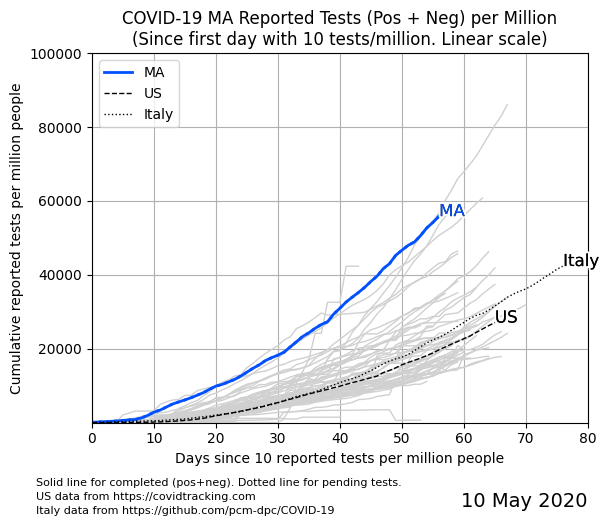 COVID-19 MA Reported Tests (Pos + Neg) per Million
(Since first day with 10 tests/million. Linear scale)
Cumulative reported tests per million people
100000
80000
60000
40000
20000
MA
US
Italy
MA
Italy
US
0 10 20 30 40 50 60 70 80
Days since 10 reported tests per million people
Solid line for completed (pos+neg). Dotted line for pending tests.
US data from https://covidtracking.com
Italy data from https://github.com/pcm-dpc/COVID-19
10 May 2020